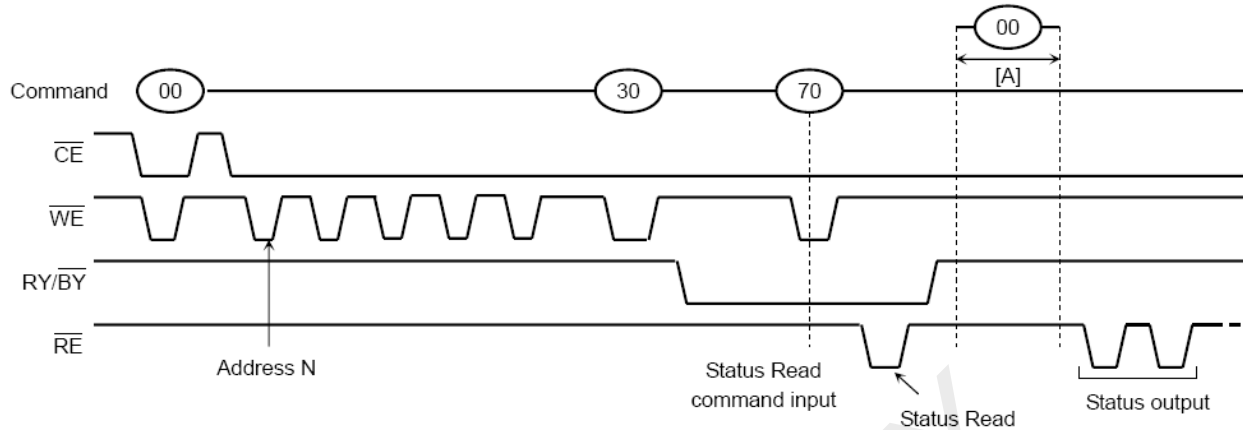 00
[A]
Command
00
30
70
CE
WE
RY/BY
RE
Address N
Status Read
command input
Status Read
Status output